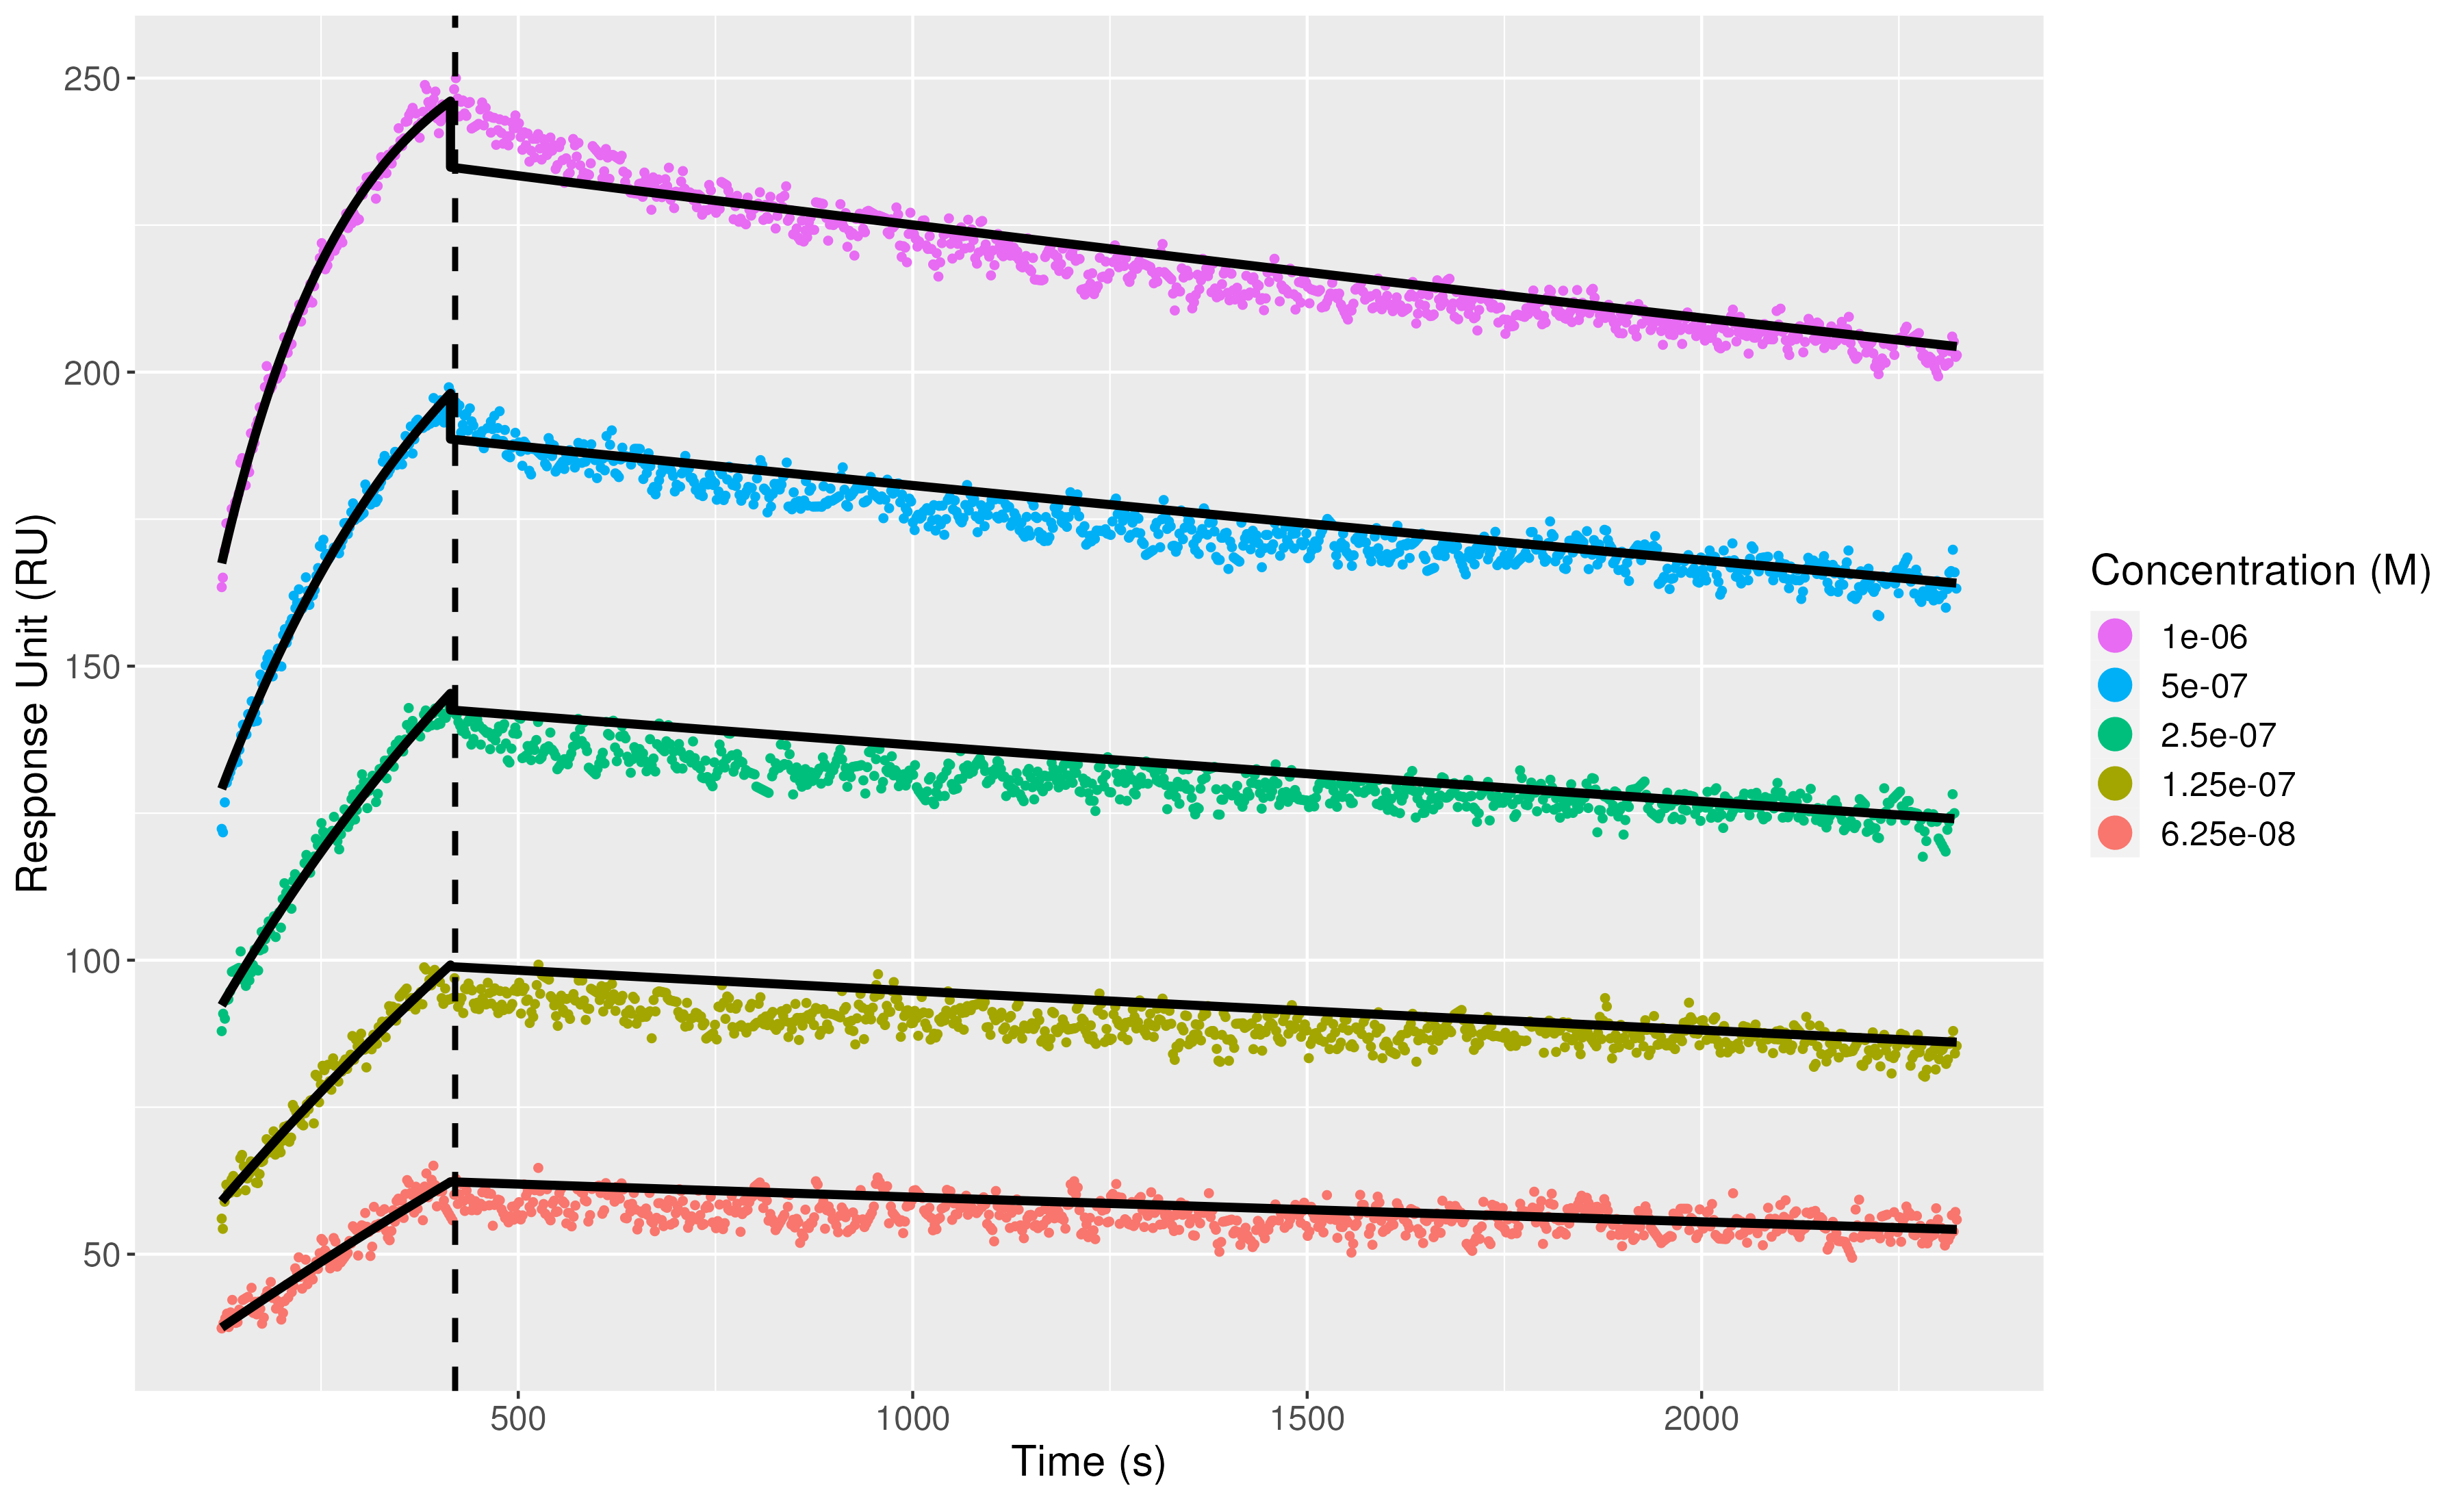 250
200
150
100
50
Response Unit (RU)
500 1000 1500 2000
Time (s)
Concentration (M)
1e-06
5e-07
2.5e-07
1.25e-07
6.25e-08